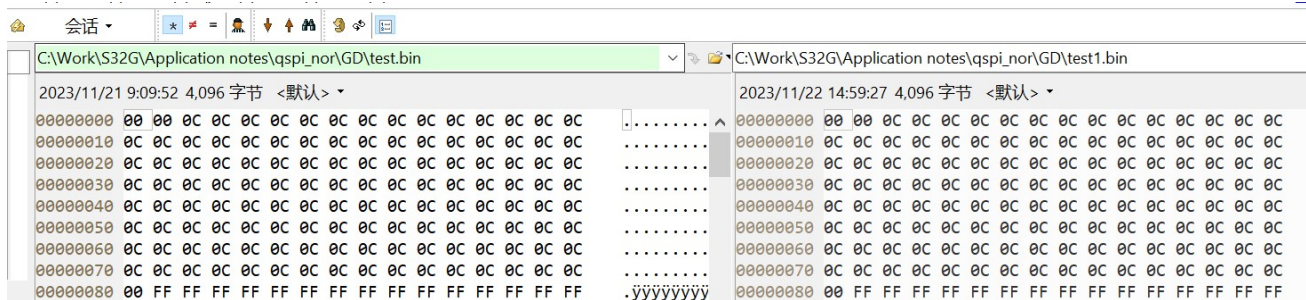 会话
* ≠ =
C:\Work\S32G\Application notes\qspi_nor\GD\test.bin C:\Work\S32G\Application notes\qspi_nor\GD\test1.bin
2023/11/21 9:09:52 4,096 字节 <默认> 2023/11/22 14:59:27 4,096 字节 <默认>
00000000 00 00 0C 0C 0C 0C 0C 0C 0C 0C 0C 0C 0C 0C 0C 0C ......... 00000000 00 00 0C 0C 0C 0C 0C 0C 0C 0C 0C 0C 0C 0C 0C 0C
00000010 0C 0C 0C 0C 0C 0C 0C 0C 0C 0C 0C 0C 0C 0C 0C 0C ......... 00000010 0C 0C 0C 0C 0C 0C 0C 0C 0C 0C 0C 0C 0C 0C 0C 0C
00000020 0C 0C 0C 0C 0C 0C 0C 0C 0C 0C 0C 0C 0C 0C 0C 0C ......... 00000020 0C 0C 0C 0C 0C 0C 0C 0C 0C 0C 0C 0C 0C 0C 0C 0C
00000030 0C 0C 0C 0C 0C 0C 0C 0C 0C 0C 0C 0C 0C 0C 0C 0C ......... 00000030 0C 0C 0C 0C 0C 0C 0C 0C 0C 0C 0C 0C 0C 0C 0C 0C
00000040 0C 0C 0C 0C 0C 0C 0C 0C 0C 0C 0C 0C 0C 0C 0C 0C ......... 00000040 0C 0C 0C 0C 0C 0C 0C 0C 0C 0C 0C 0C 0C 0C 0C 0C
00000050 0C 0C 0C 0C 0C 0C 0C 0C 0C 0C 0C 0C 0C 0C 0C 0C ......... 00000050 0C 0C 0C 0C 0C 0C 0C 0C 0C 0C 0C 0C 0C 0C 0C 0C
00000060 0C 0C 0C 0C 0C 0C 0C 0C 0C 0C 0C 0C 0C 0C 0C 0C ......... 00000060 0C 0C 0C 0C 0C 0C 0C 0C 0C 0C 0C 0C 0C 0C 0C 0C
00000070 0C 0C 0C 0C 0C 0C 0C 0C 0C 0C 0C 0C 0C 0C 0C 0C ......... 00000070 0C 0C 0C 0C 0C 0C 0C 0C 0C 0C 0C 0C 0C 0C 0C 0C
00000080 00 FF FF FF FF FF FF FF FF FF FF FF FF FF FF FF .ÿÿÿÿÿÿÿÿ 00000080 00 FF FF FF FF FF FF FF FF FF FF FF FF FF FF FF